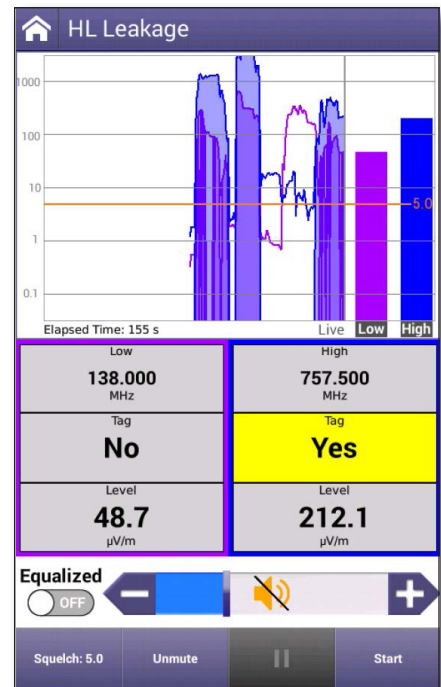 HL Leakage
1000
100
10
1
0.1
5.0
Elapsed Time: 155 s
Live Low High
Low High
138.000 757.500
MHz MHz
Tag Tag
No Yes
Level Level
48.7 212.1
µV/m µV/m
Equalized
OFF
Squelch: 5.0 Unmute Start